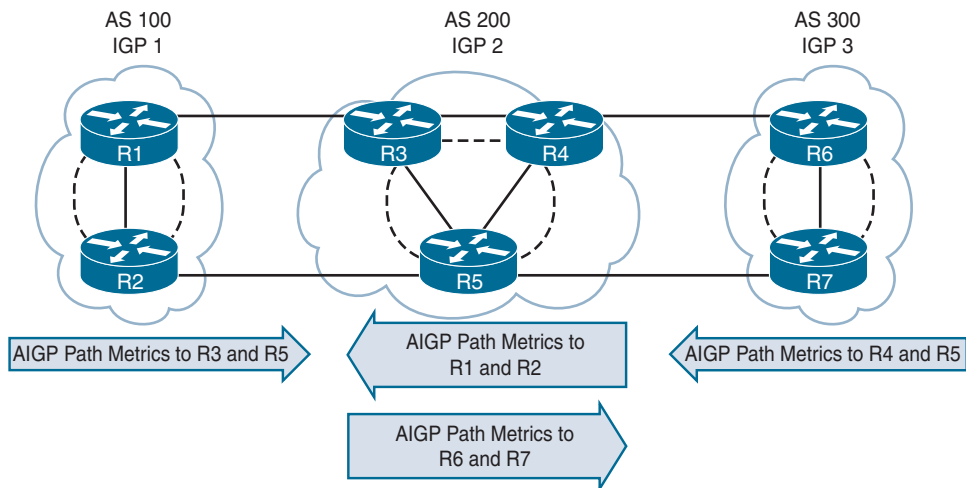 AS 100
IGP 1
AS 200
IGP 2
AS 300
IGP 3
R1
R3
R4
R6
R2
R5
R7
AIGP Path Metrics to R3 and R5
AIGP Path Metrics to
R1 and R2
AIGP Path Metrics to R4 and R5
AIGP Path Metrics to
R6 and R7